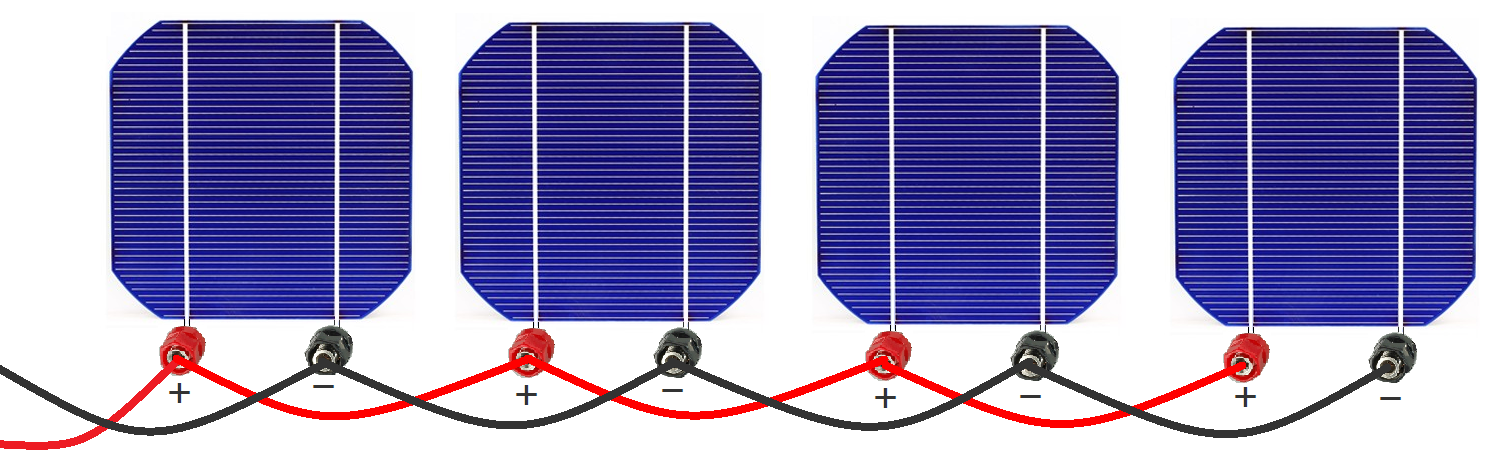 + − + − + − + −